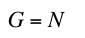 G = N